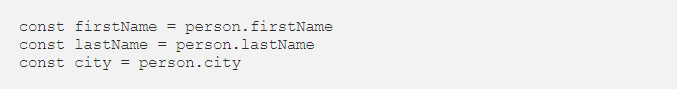 const firstName = person.firstName
const lastName = person.lastName
const city = person.city